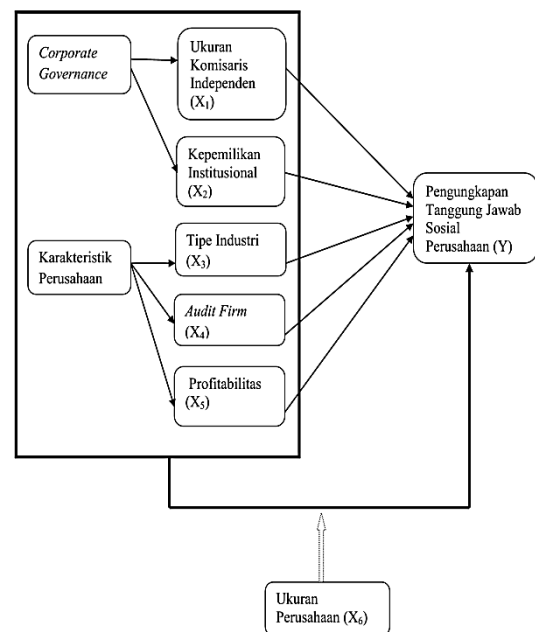 Corporate
Governance
Ukuran
Komisaris
Independen
(X₁)
Kepemilikan
Institusional
(X₂)
Karakteristik
Perusahaan
Tipe Industri
(X₃)
Audit Firm
(X₄)
Profitabilitas
(X₅)
Pengungkapan
Tanggung Jawab
Sosial
Perusahaan (Y)
Ukuran
Perusahaan (X₆)